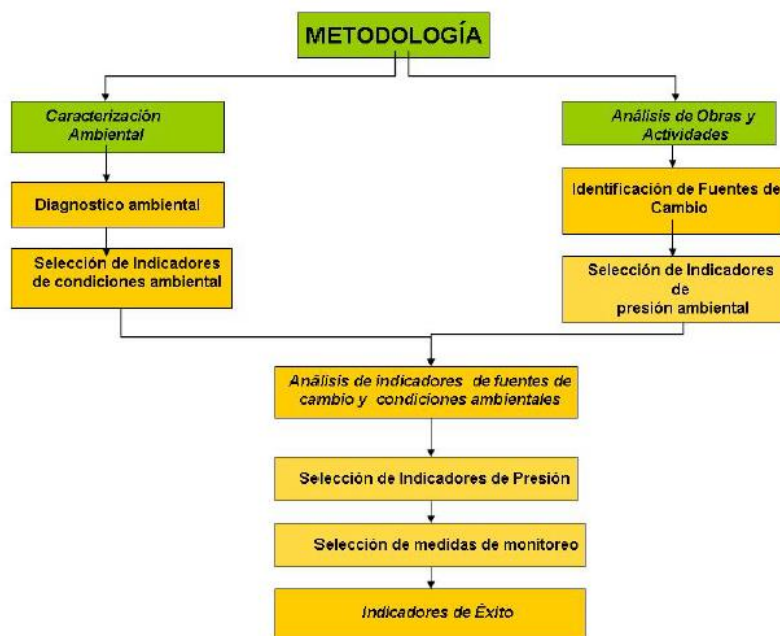 METODOLOGÍA
Caracterización
Ambiental
Diagnostico ambiental
Selección de Indicadores
de condiciones ambiental
Análisis de Obras y
Actividades
Identificación de Fuentes de
Cambio
Selección de Indicadores
de
presión ambiental
Análisis de indicadores de fuentes de
cambio y condiciones ambientales
Selección de Indicadores de Presión
Selección de medidas de monitoreo
Indicadores de Éxito